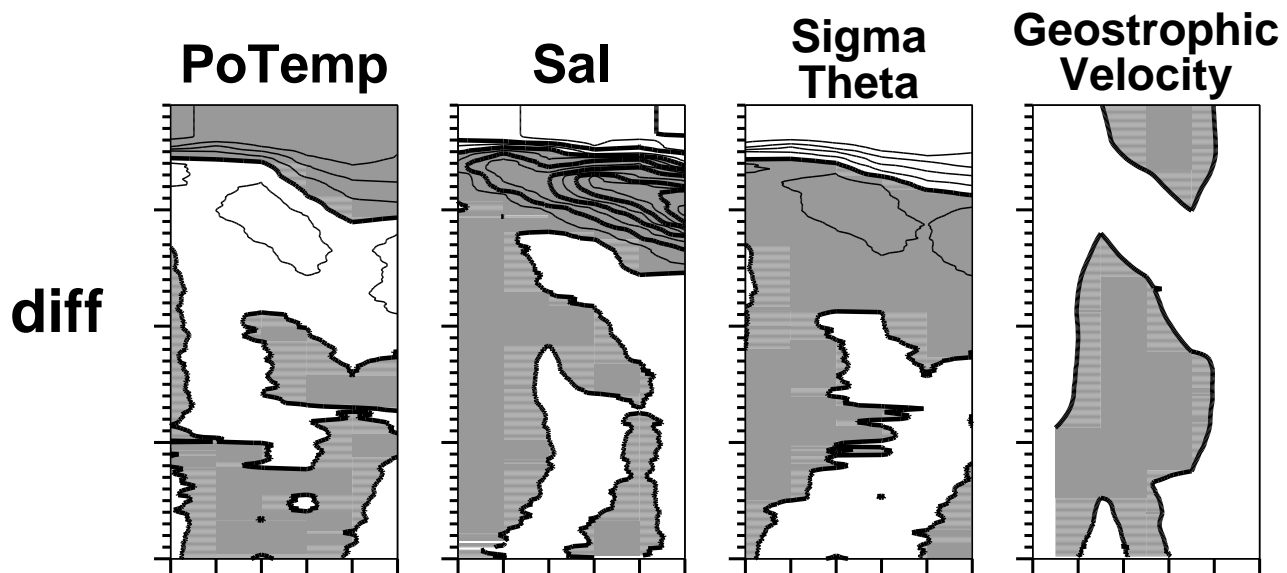 PoTemp
Sal
Sigma
Theta
Geostrophic
Velocity
diff